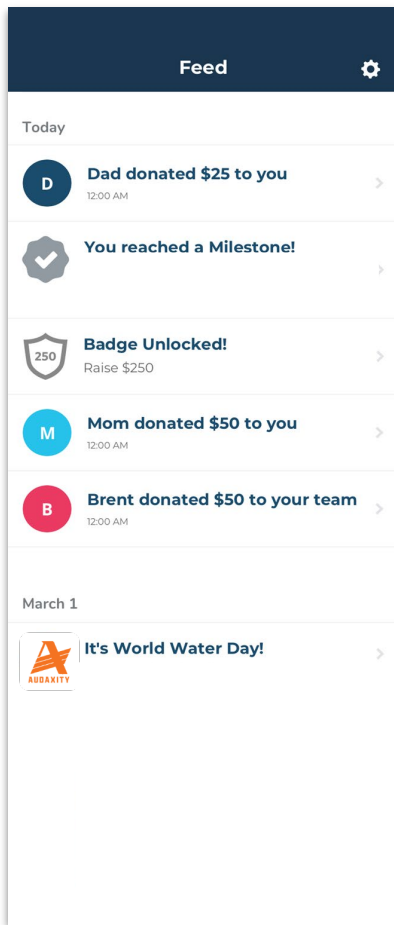 Feed
Today
D
Dad donated $25 to you
12:00 AM
You reached a Milestone!
250
Badge Unlocked!
Raise $250
M
Mom donated $50 to you
12:00 AM
B
Brent donated $50 to your team
12:00 AM
March 1
AUDAXITY
It's World Water Day!